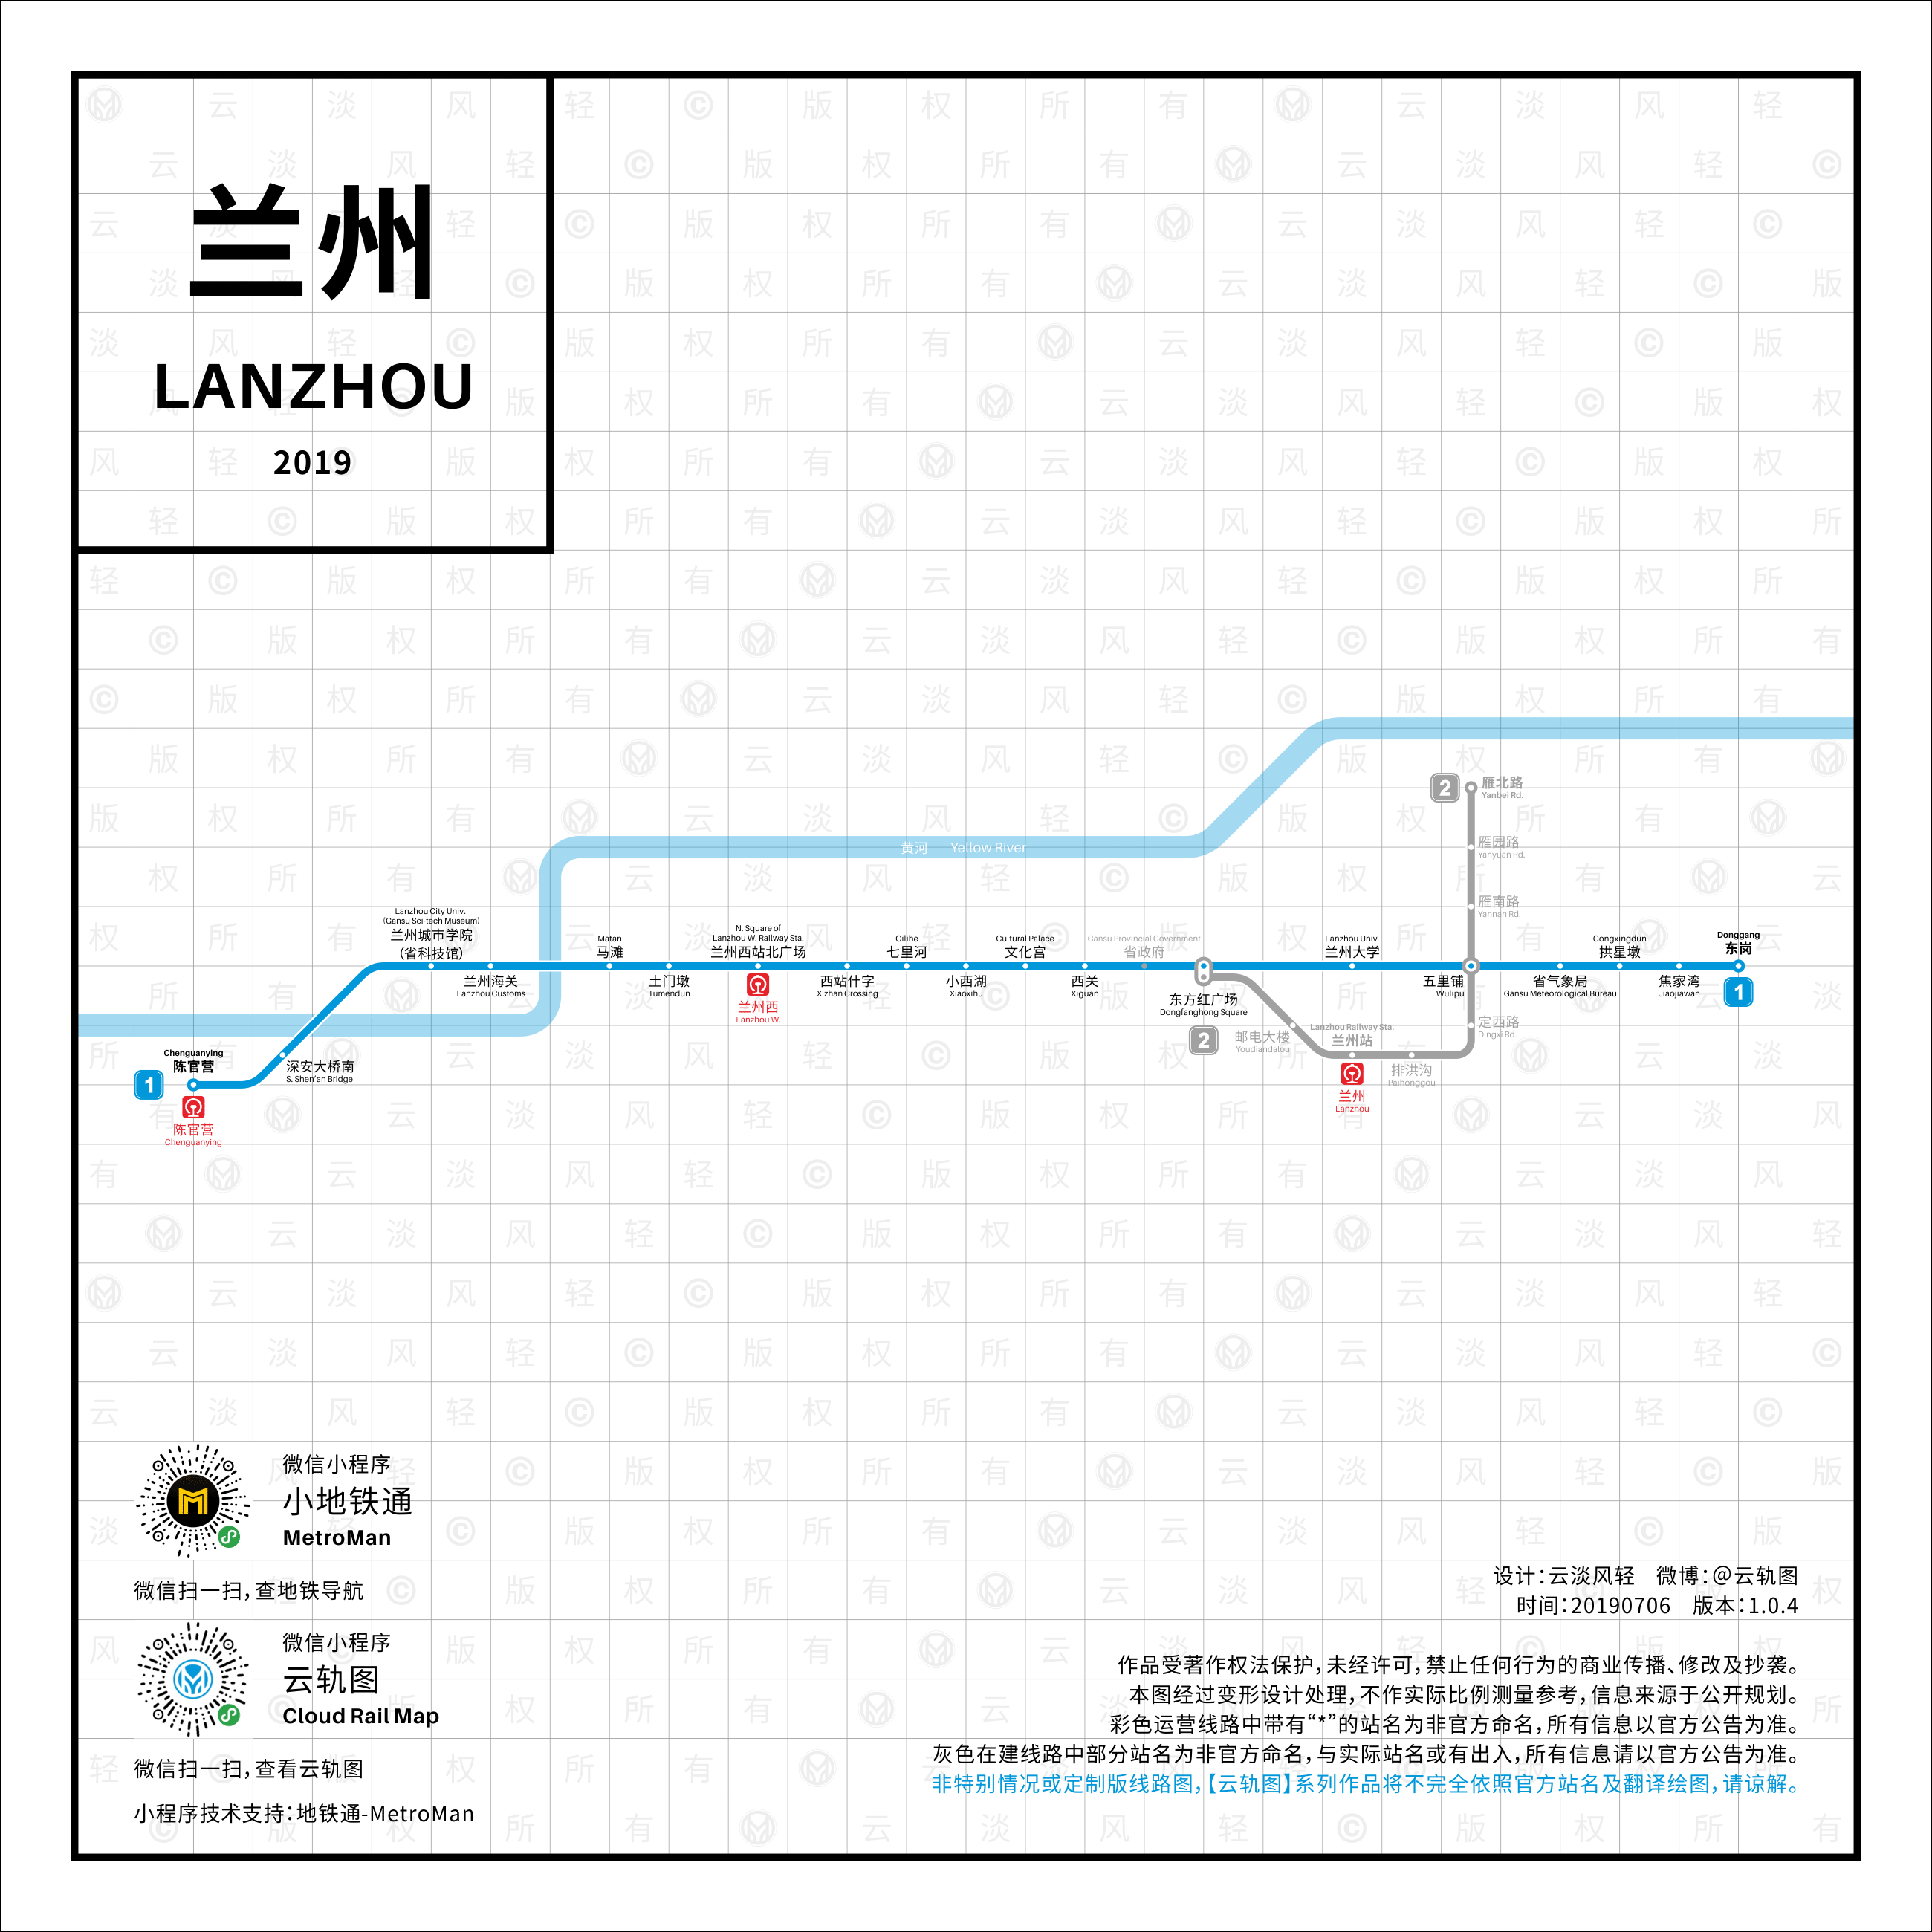 兰州
LANZHOU
2019
黄河 Yellow River
2
雁北路
Yanbei Rd.
雁园路
Yanyuan Rd.
雁南路
Yannan Rd.
Lanzhou City Univ.
(Gansu Sci-tech Museum)
兰州城市学院
(省科技馆)
兰州海关
Lanzhou Customs
Matan
马滩
土门墩
Tumendun
N. Square of
Lanzhou W. Railway Sta.
兰州西站北广场
兰州西
Lanzhou W.
西站什字
Xizhan Crossing
Qilihe
七里河
小西湖
Xiaoxihu
Cultural Palace
文化宫
西关
Xiguan
Gansu Provincial Government
省政府
东方红广场
Dongfanghong Square
2
Lanzhou Univ.
兰州大学
五里铺
Wulipu
省气象局
Gansu Meteorological Bureau
Gongxingdun
拱星墩
焦家湾
Jiaojiawan
Donggang
东岗
1
定西路
Dingxi Rd.
邮电大楼
Youdiandalou
Lanzhou Railway Sta.
兰州站
兰州
Lanzhou
排洪沟
Paihonggou
Chenguanying
陈官营
1
陈官营
Chenguanying
深安大桥南
S. Shen'an Bridge
微信小程序
小地铁通
MetroMan
微信扫一扫,查地铁导航
微信小程序
云轨图
Cloud Rail Map
微信扫一扫,查看云轨图
小程序技术支持:地铁通-MetroMan
设计:云淡风轻 微博:@云轨图
时间:20190706 版本:1.0.4
作品受著作权法保护,未经许可,禁止任何行为的商业传播、修改及抄袭。
本图经过变形设计处理,不作实际比例测量参考,信息来源于公开规划。
彩色运营线路中带有“*”的站名为非官方命名,所有信息以官方公告为准。
灰色在建线路中部分站名为非官方命名,与实际站名或有出入,所有信息请以官方公告为准。
非特别情况或定制版线路图,【云轨图】系列作品将不完全依照官方站名及翻译绘图,请谅解。